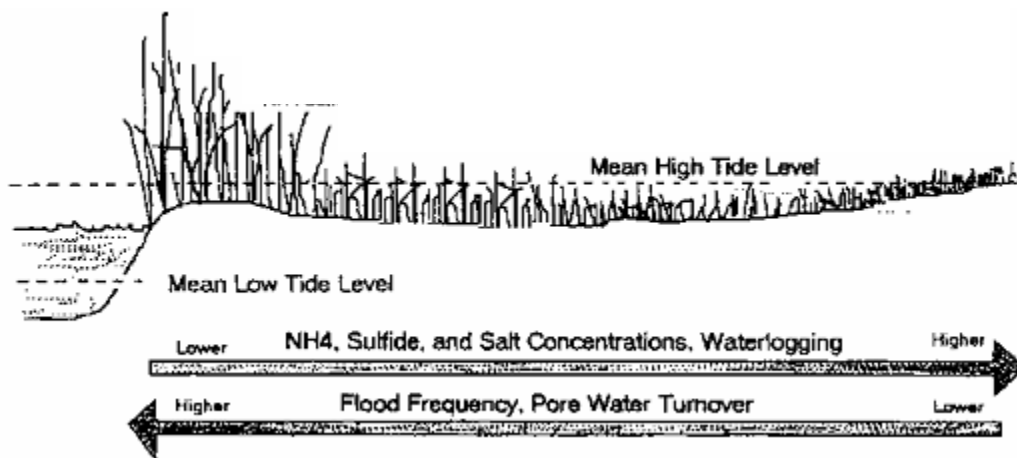 Mean High Tide Level
Mean Low Tide Level
Lower NH4, Sulfide, and Salt Concentrations, Waterlogging Higher
Higher Flood Frequency, Pore Water Turnover Lower